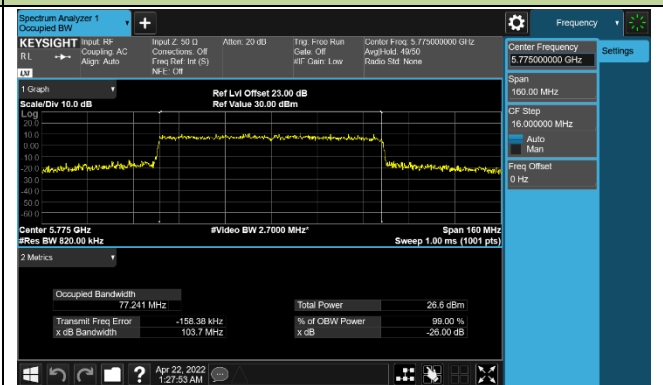 Spectrum Analyzer 1
Occupied BW
+
Frequency
KEYSIGHT
RL
LXI
Input: RF
Coupling: AC
Align: Auto
Input Z: 50 Ω
Corrections: Off
Freq Ref: Int (S)
NFE: Off
Atten: 20 dB
Trig: Free Run
Gate: Off
#IF Gain: Low
Center Freq: 5.775000000 GHz
Avg|Hold: 49/50
Radio Std: None
Center Frequency
5.775000000 GHz
Settings
Span
160.00 MHz
CF Step
16.000000 MHz
Auto
Man
Freq Offset
0 Hz
1 Graph
Scale/Div 10.0 dB
Ref Lvl Offset 23.00 dB
Ref Value 30.00 dBm
Log
20.0
10.0
0.00
-10.0
-20.0
-30.0
-40.0
-50.0
-60.0
Center 5.775 GHz
#Video BW 2.7000 MHz*
Span 160 MHz
#Res BW 820.00 kHz
Sweep 1.00 ms (1001 pts)
2 Metrics
Occupied Bandwidth
77.241 MHz
Total Power 26.6 dBm
Transmit Freq Error -158.38 kHz
% of OBW Power 99.00 %
x dB Bandwidth 103.7 MHz
x dB -26.00 dB
?
Apr 22, 2022
1:27:53 AM